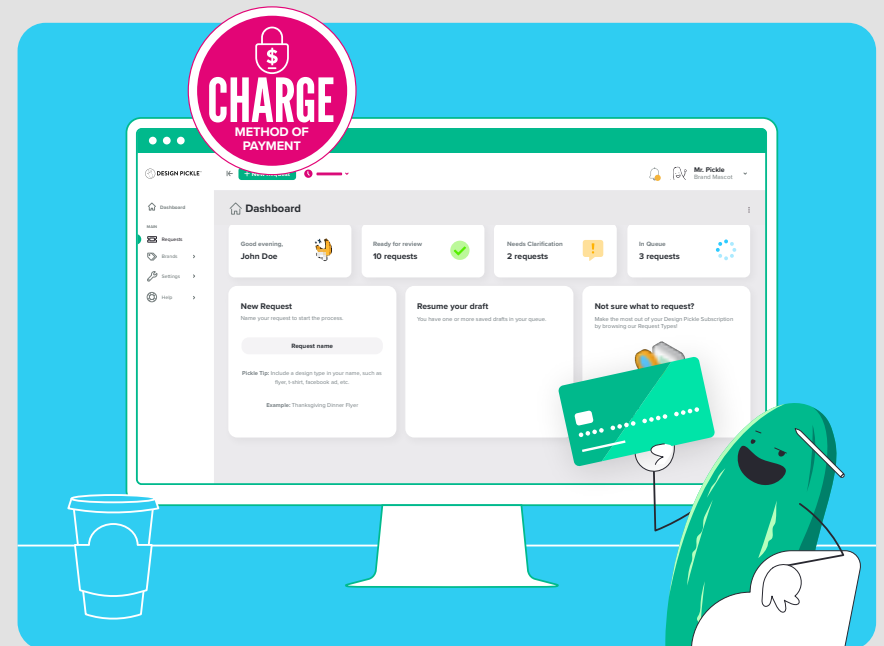 $
CHARGE
METHOD OF
PAYMENT
DESIGN PICKLE
Mr. Pickle
Brand Mascot
Dashboard
MAIN
Requests
Brands
Settings
Help
Dashboard
Good evening,
John Doe
Ready for review
10 requests
Needs Clarification
2 requests
In Queue
3 requests
New Request
Name your request to start the process.
Request name
Pickle Tip: Include a design type in your name, such as
flyer, t-shirt, facebook ad, etc.
Example: Thanksgiving Dinner Flyer
Resume your draft
You have one or more saved drafts in your queue.
Not sure what to request?
Make the most out of your Design Pickle Subscription
by browsing our Request Types!